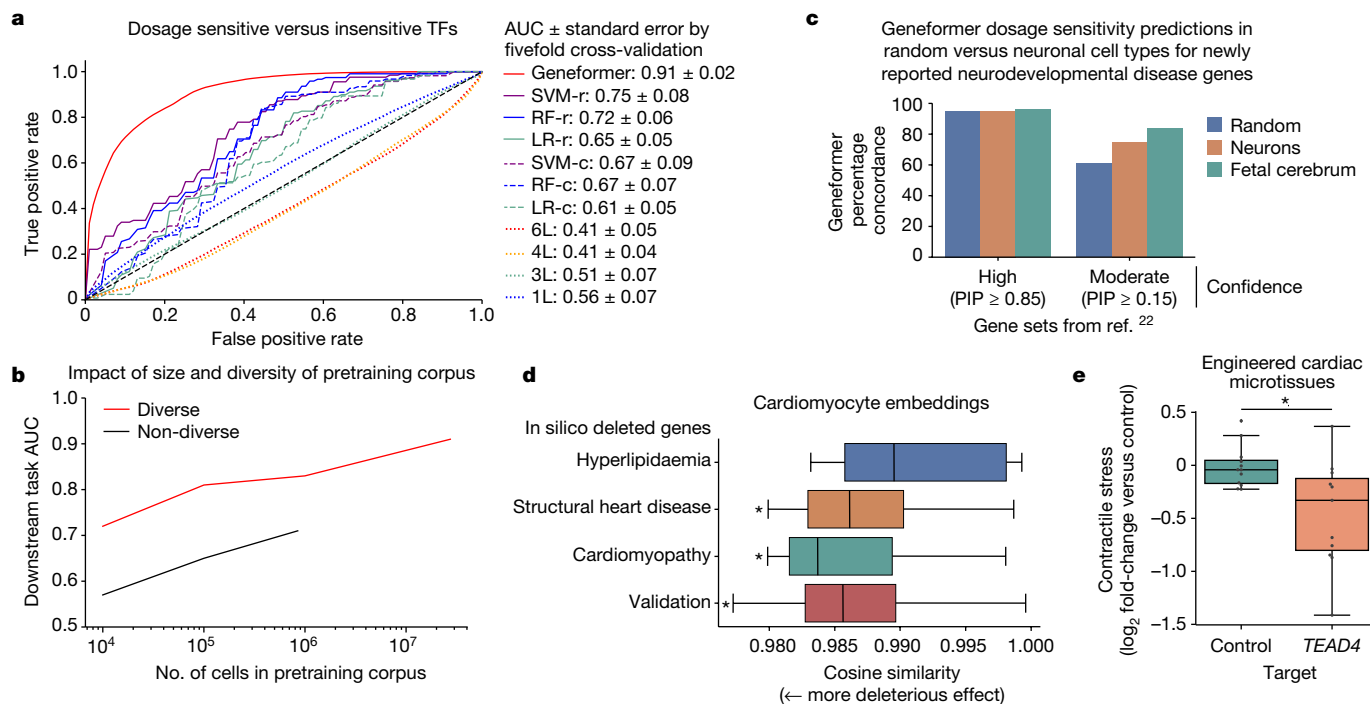 a
Dosage sensitive versus insensitive TFs
AUC ± standard error by
fivefold cross-validation
Geneformer: 0.91 ± 0.02
SVM-r: 0.75 ± 0.08
RF-r: 0.72 ± 0.06
LR-r: 0.65 ± 0.05
SVM-c: 0.67 ± 0.09
RF-c: 0.67 ± 0.07
LR-c: 0.61 ± 0.05
6L: 0.41 ± 0.05
4L: 0.41 ± 0.04
3L: 0.51 ± 0.07
1L: 0.56 ± 0.07
True positive rate
1.0
0.8
0.6
0.4
0.2
0
0 0.2 0.4 0.6 0.8 1.0
False positive rate
c
Geneformer dosage sensitivity predictions in
random versus neuronal cell types for newly
reported neurodevelopmental disease genes
Geneformer
percentage
concordance
100
80
60
40
20
0
Random
Neurons
Fetal cerebrum
High Moderate
(PIP ≥ 0.85) (PIP ≥ 0.15)
Confidence
Gene sets from ref. 22
b
Impact of size and diversity of pretraining corpus
Diverse
Non-diverse
Downstream task AUC
1.0
0.9
0.8
0.7
0.6
0.5
10⁴ 10⁵ 10⁶ 10⁷
No. of cells in pretraining corpus
d
Cardiomyocyte embeddings
In silico deleted genes
Hyperlipidaemia
Structural heart disease
*
Cardiomyopathy
*
Validation
*
0.980 0.985 0.990 0.995 1.000
Cosine similarity
(← more deleterious effect)
e
Engineered cardiac
microtissues
*
Contractile stress
(log₂ fold-change versus control)
0.5
0
−0.5
−1.0
−1.5
Control TEAD4
Target